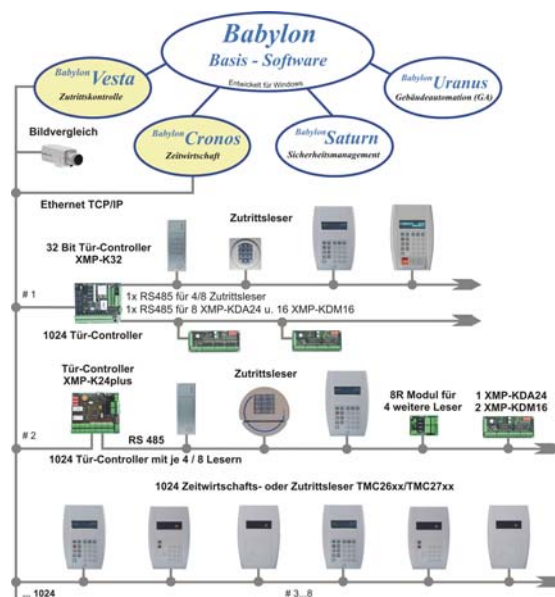 Babylon
Basis - Software
Entwickelt für Windows
Babylon Vesta
Zutrittskontrolle
Babylon Uranus
Gebäudeautomation (GA)
Babylon Cronos
Zeitwirtschaft
Babylon Saturn
Sicherheitsmanagement
Bildvergleich
Ethernet TCP/IP
32 Bit Tür-Controller
XMP-K32
Zutrittsleser
# 1
1x RS485 für 4/8 Zutrittsleser
1x RS485 für 8 XMP-KDA24 u. 16 XMP-KDM16
1024 Tür-Controller
Tür-Controller
XMP-K24plus
Zutrittsleser
8R Modul für
4 weitere Leser
1 XMP-KDA24
2 XMP-KDM16
# 2
RS 485
1024 Tür-Controller mit je 4 / 8 Lesern
1024 Zeitwirtschafts- oder Zutrittsleser TMC26xx/TMC27xx
... 1024
# 3...8